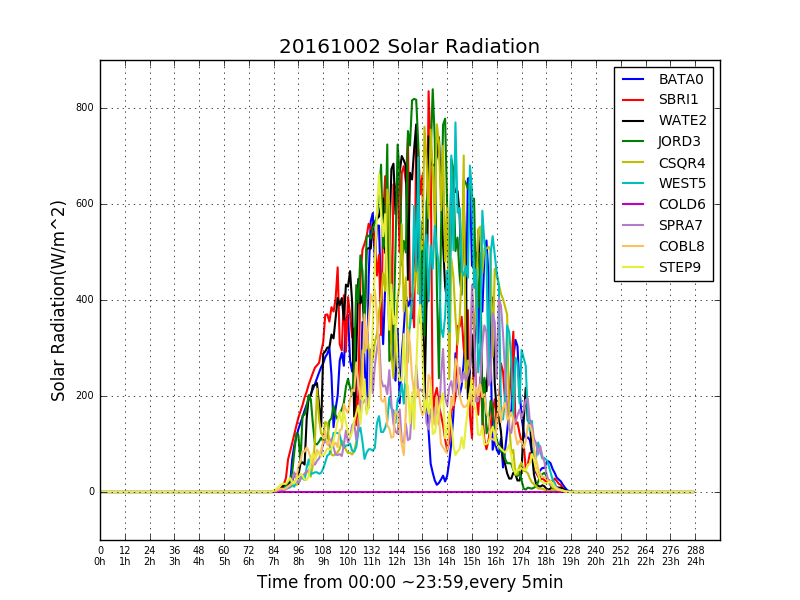 20161002 Solar Radiation
Solar Radiation(W/m^2)
800
600
400
200
0
BATA0
SBRI1
WATE2
JORD3
CSQR4
WEST5
COLD6
SPRA7
COBL8
STEP9
0 12 24 36 48 60 72 84 96 108 120 132 144 156 168 180 192 204 216 228 240 252 264 276 288
0h 1h 2h 3h 4h 5h 6h 7h 8h 9h 10h 11h 12h 13h 14h 15h 16h 17h 18h 19h 20h 21h 22h 23h 24h
Time from 00:00 ~23:59,every 5min